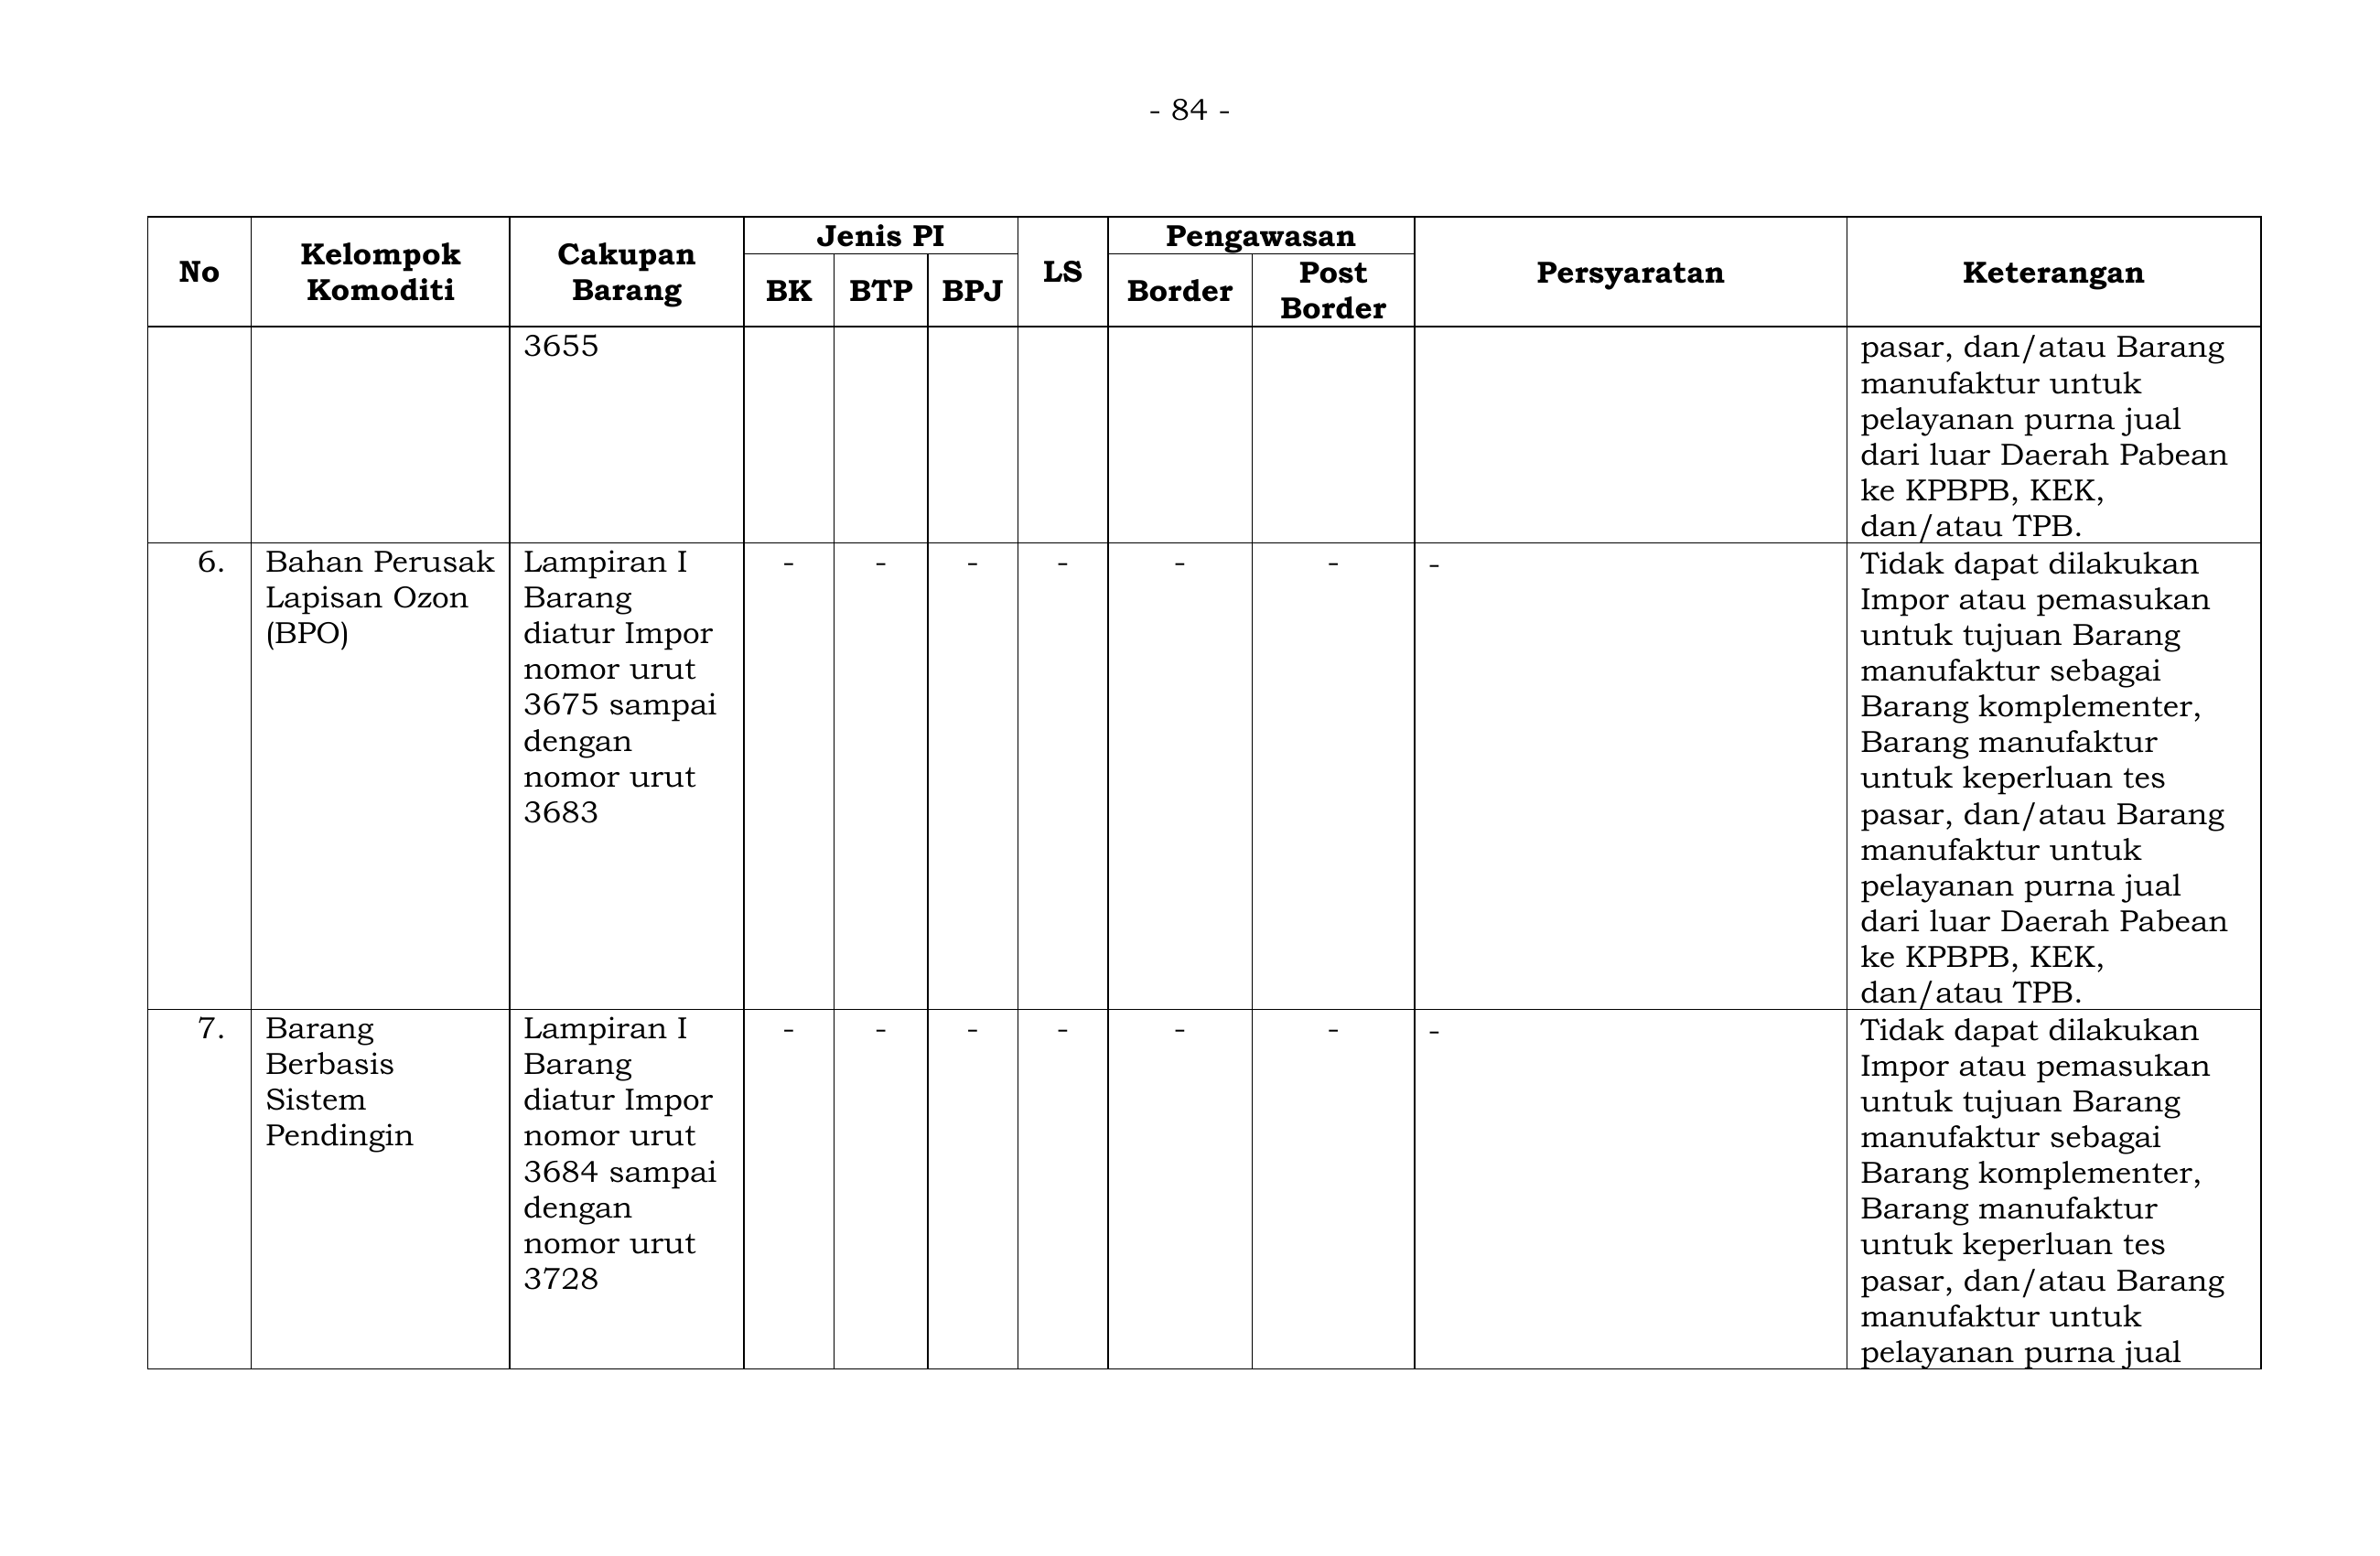 - 84 -
No
Kelompok
Komoditi
Cakupan
Barang
Jenis PI
BK
BTP
BPJ
LS
Pengawasan
Border
Post
Border
Persyaratan
Keterangan
3655
pasar, dan/atau Barang
manufaktur untuk
pelayanan purna jual
dari luar Daerah Pabean
ke KPBPB, KEK,
dan/atau TPB.
6.
Bahan Perusak
Lapisan Ozon
(BPO)
Lampiran I
Barang
diatur Impor
nomor urut
3675 sampai
dengan
nomor urut
3683
-
-
-
-
-
-
-
Tidak dapat dilakukan
Impor atau pemasukan
untuk tujuan Barang
manufaktur sebagai
Barang komplementer,
Barang manufaktur
untuk keperluan tes
pasar, dan/atau Barang
manufaktur untuk
pelayanan purna jual
dari luar Daerah Pabean
ke KPBPB, KEK,
dan/atau TPB.
7.
Barang
Berbasis
Sistem
Pendingin
Lampiran I
Barang
diatur Impor
nomor urut
3684 sampai
dengan
nomor urut
3728
-
-
-
-
-
-
-
Tidak dapat dilakukan
Impor atau pemasukan
untuk tujuan Barang
manufaktur sebagai
Barang komplementer,
Barang manufaktur
untuk keperluan tes
pasar, dan/atau Barang
manufaktur untuk
pelayanan purna jual